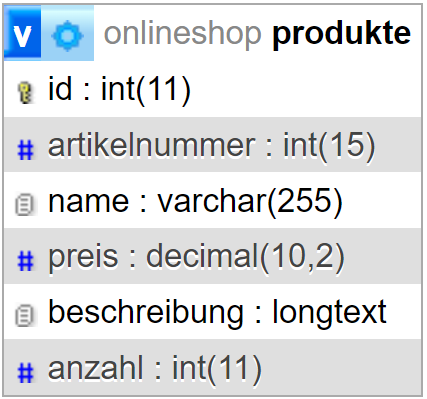 v onlineshop produkte
id : int(11)
# artikelnummer : int(15)
name : varchar(255)
# preis : decimal(10,2)
beschreibung : longtext
# anzahl : int(11)